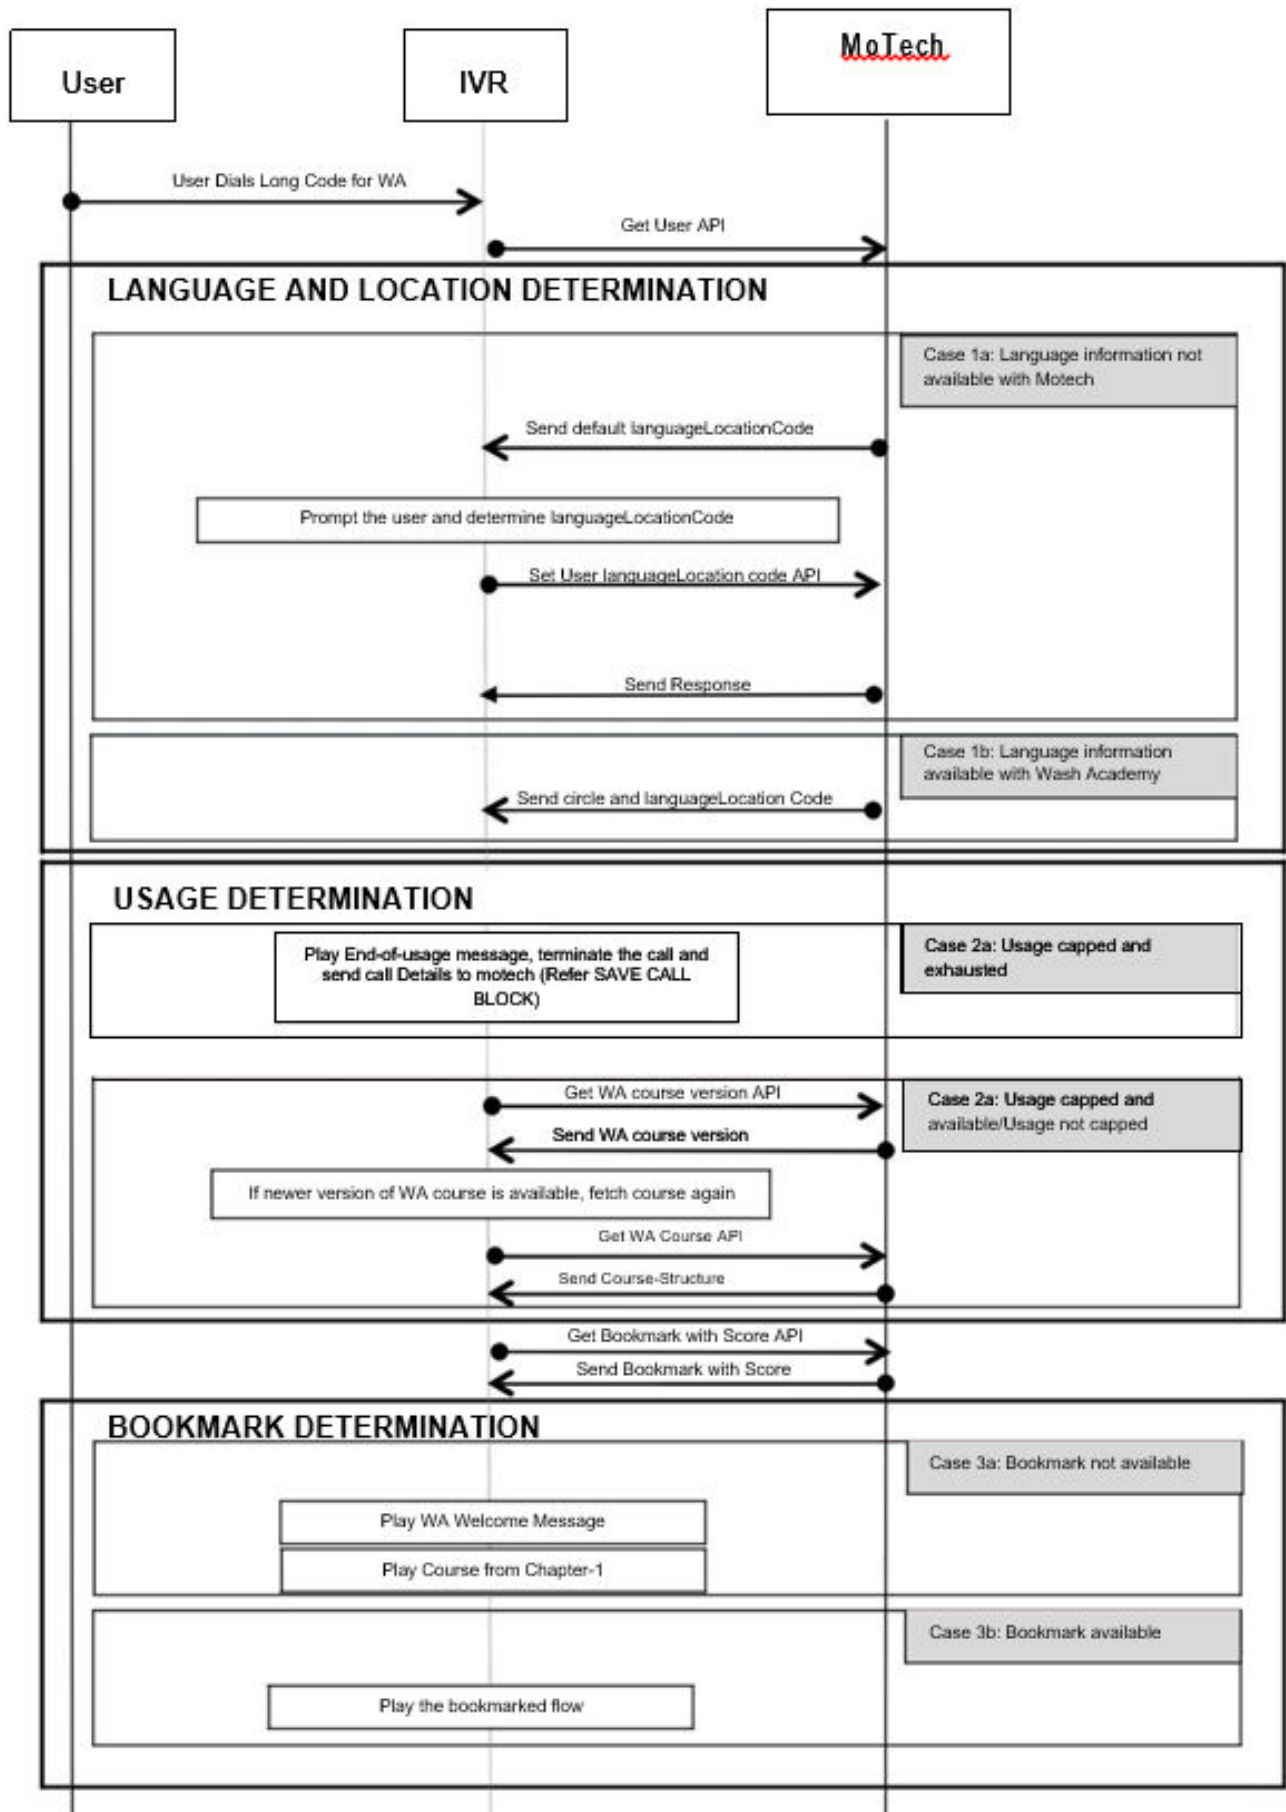 User
IVR
MoTech
User Dials Long Code for WA
Get User API
LANGUAGE AND LOCATION DETERMINATION
Case 1a: Language information not
available with Motech
Send default languageLocationCode
Prompt the user and determine languageLocationCode
Set User languageLocation code API
Send Response
Case 1b: Language information
available with Wash Academy
Send circle and languageLocation Code
USAGE DETERMINATION
Play End-of-usage message, terminate the call and
send call Details to motech (Refer SAVE CALL
BLOCK)
Case 2a: Usage capped and
exhausted
Get WA course version API
Case 2a: Usage capped and
available/Usage not capped
Send WA course version
If newer version of WA course is available, fetch course again
Get WA Course API
Send Course-Structure
Get Bookmark with Score API
Send Bookmark with Score
BOOKMARK DETERMINATION
Case 3a: Bookmark not available
Play WA Welcome Message
Play Course from Chapter-1
Case 3b: Bookmark available
Play the bookmarked flow